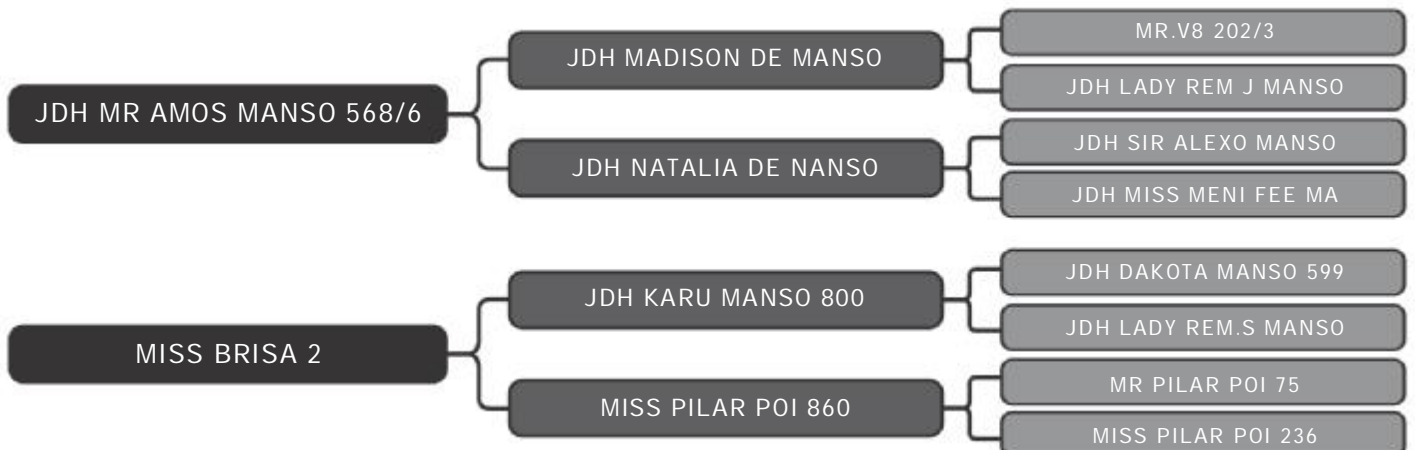 JDH MR AMOS MANSO 568/6
JDH MADISON DE MANSO
MR.V8 202/3
JDH LADY REM J MANSO
JDH NATALIA DE NANSO
JDH SIR ALEXO MANSO
JDH MISS MENI FEE MA
MISS BRISA 2
JDH KARU MANSO 800
JDH DAKOTA MANSO 599
JDH LADY REM.S MANSO
MISS PILAR POI 860
MR PILAR POI 75
MISS PILAR POI 236